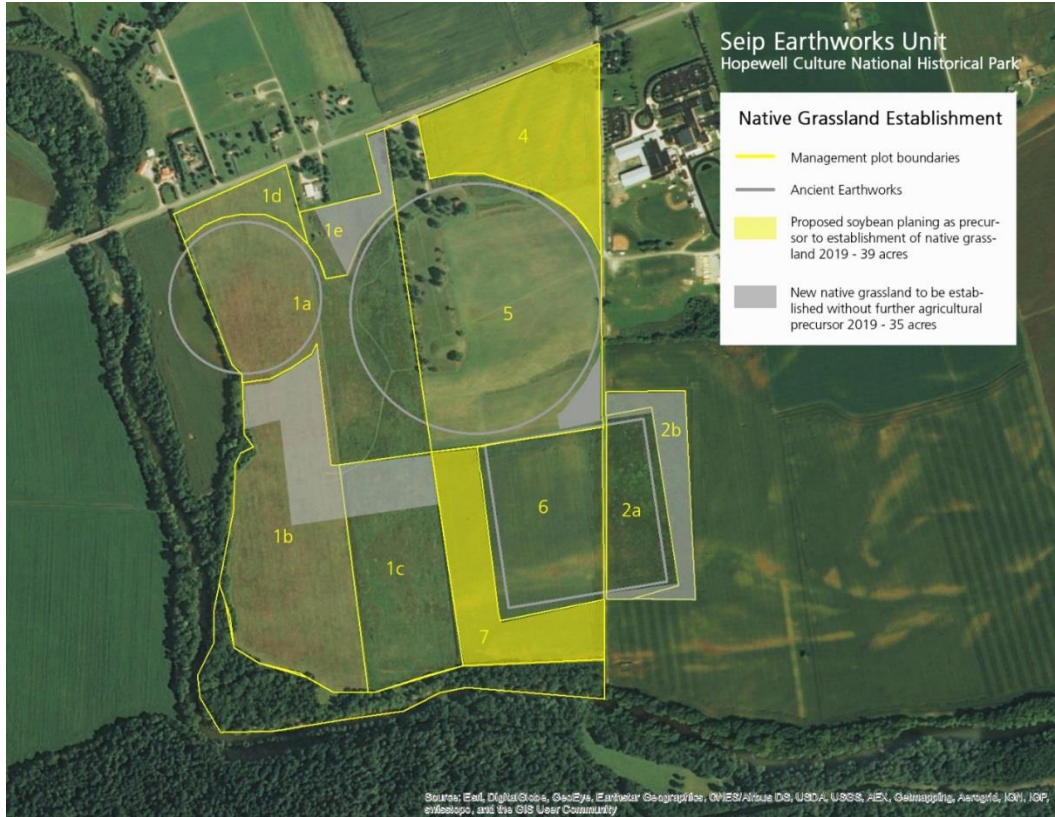 Seip Earthworks Unit
Hopewell Culture National Historical Park
Native Grassland Establishment
Management plot boundaries
Ancient Earthworks
Proposed soybean planing as precur-
sor to establishment of native grass-
land 2019 - 39 acres
New native grassland to be estab-
lished without further agricultural
precursor 2019 - 35 acres
4
1d
1e
1a
5
2b
6
2a
1b
1c
7
Source: Esri, DigitalGlobe, GeoEye, Earthstar Geographics, CNES/Airbus DS, USDA, USGS, AEX, Getmapping, Aerogrid, IGN, IGP,
swisstopo, and the GIS User Community